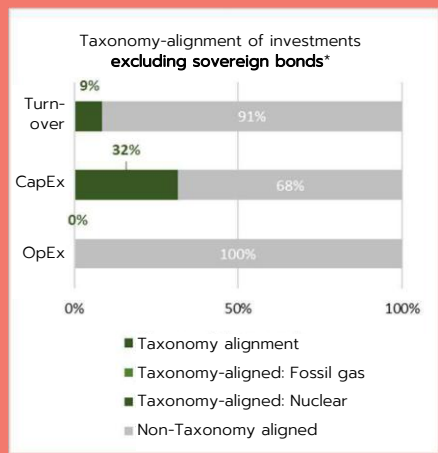 Taxonomy-alignment of investments
excluding sovereign bonds*
9%
Turn-
over
91%
32%
CapEx
68%
0%
OpEx
100%
0%
50%
100%
Taxonomy alignment
Taxonomy-aligned: Fossil gas
Taxonomy-aligned: Nuclear
Non-Taxonomy aligned